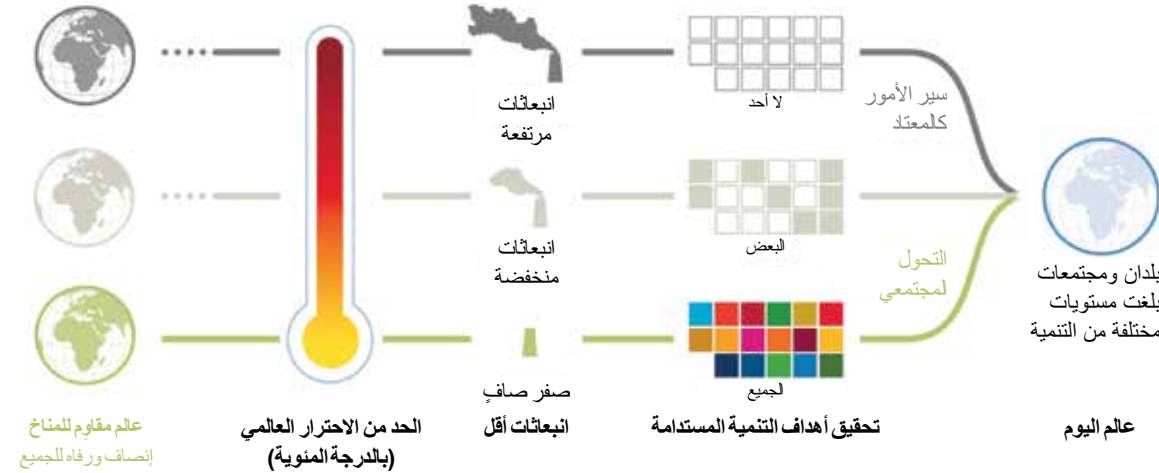 سير الأمور
كالمعتاد
لا أحد
انبعاثات
مرتفعة
التحول
لمجتمعي
البعض
انبعاثات
منخفضة
بلدان ومجتمعات
بلغت مستويات
مختلفة من التنمية
الجميع
صفر صافٍ
عالم اليوم
تحقيق أهداف التنمية المستدامة
انبعاثات أقل
الحد من الاحترار العالمي
(بالدرجة المئوية)
عالم مقاوِم للمناخ
إنصاف ورفاه للجميع